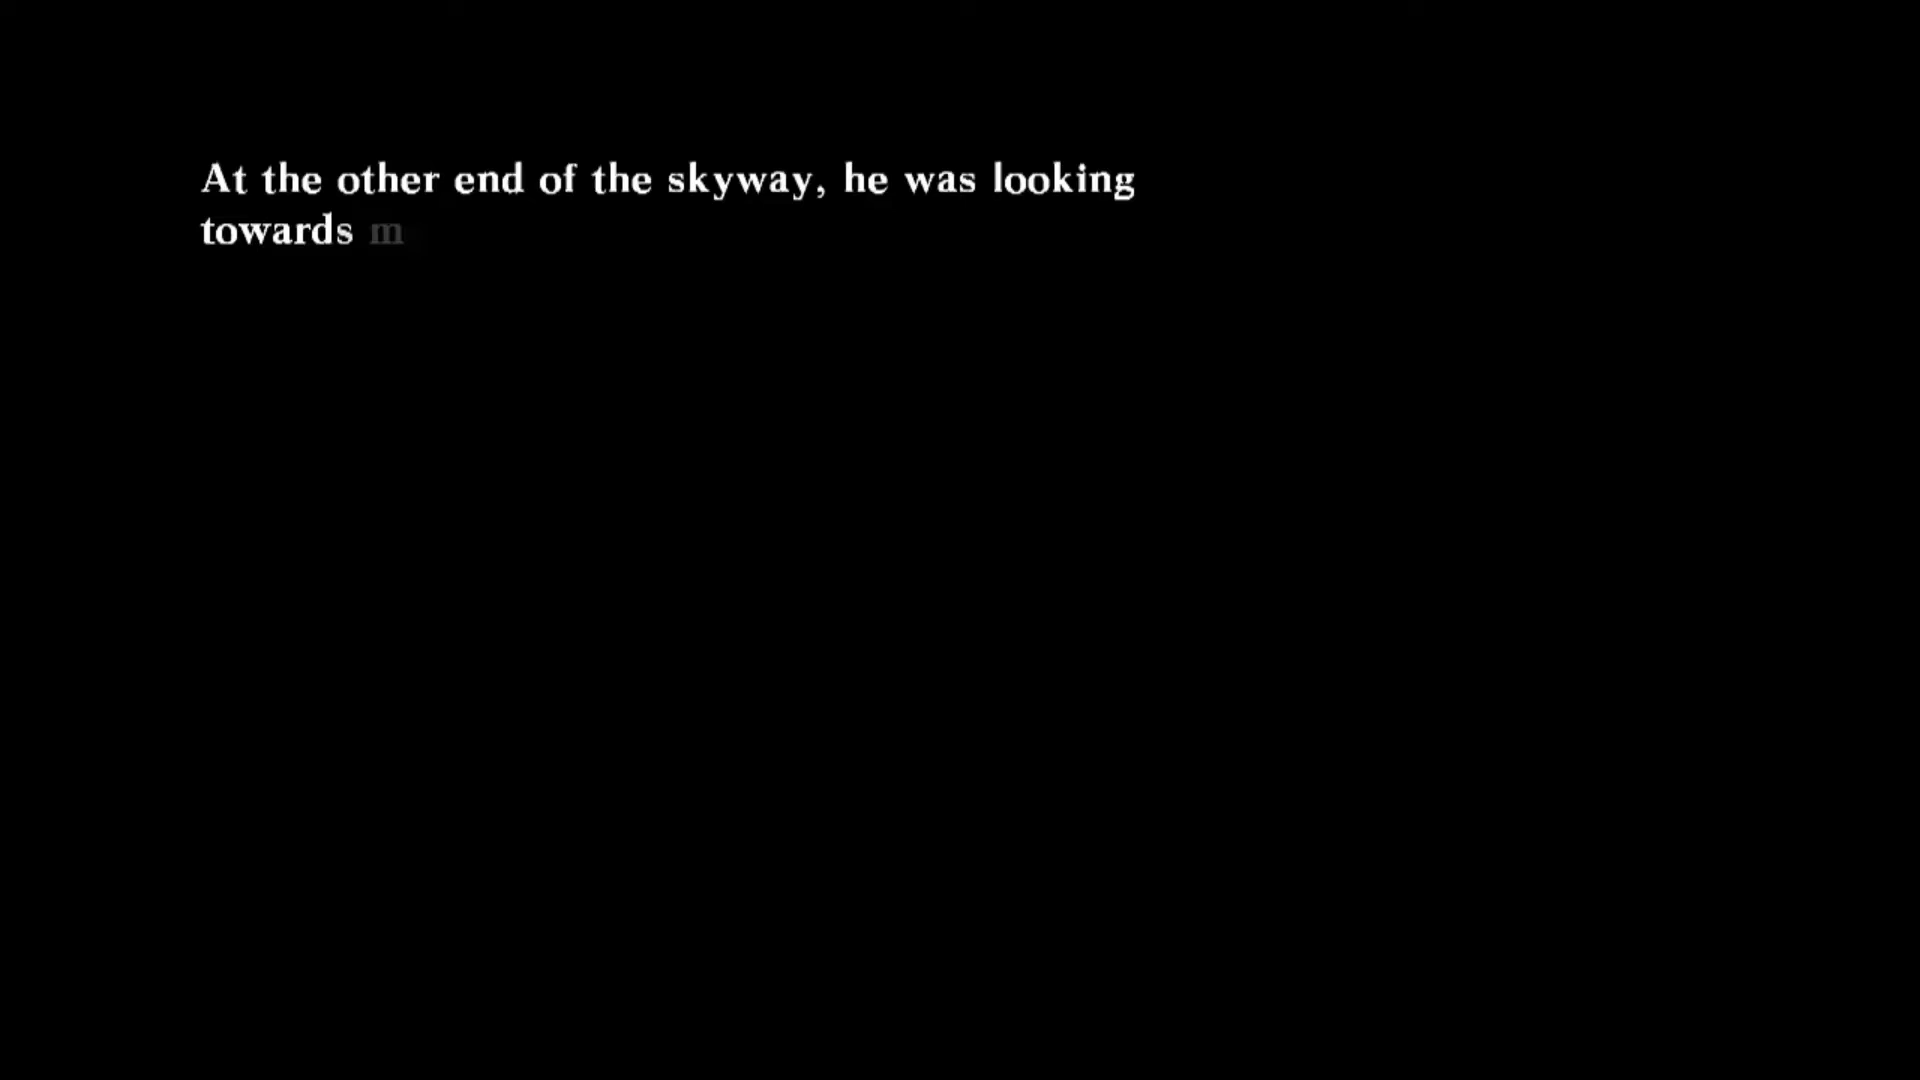 At the other end of the skyway, he was looking
towards m